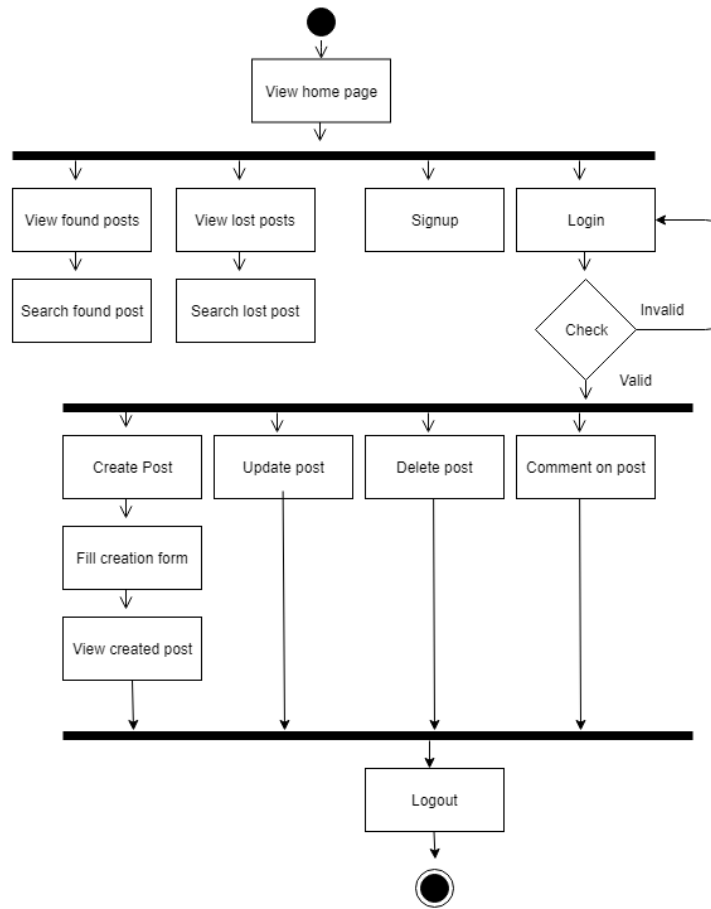 View home page
View found posts
View lost posts
Signup
Login
Search found post
Search lost post
Check
Invalid
Valid
Create Post
Update post
Delete post
Comment on post
Fill creation form
View created post
Logout